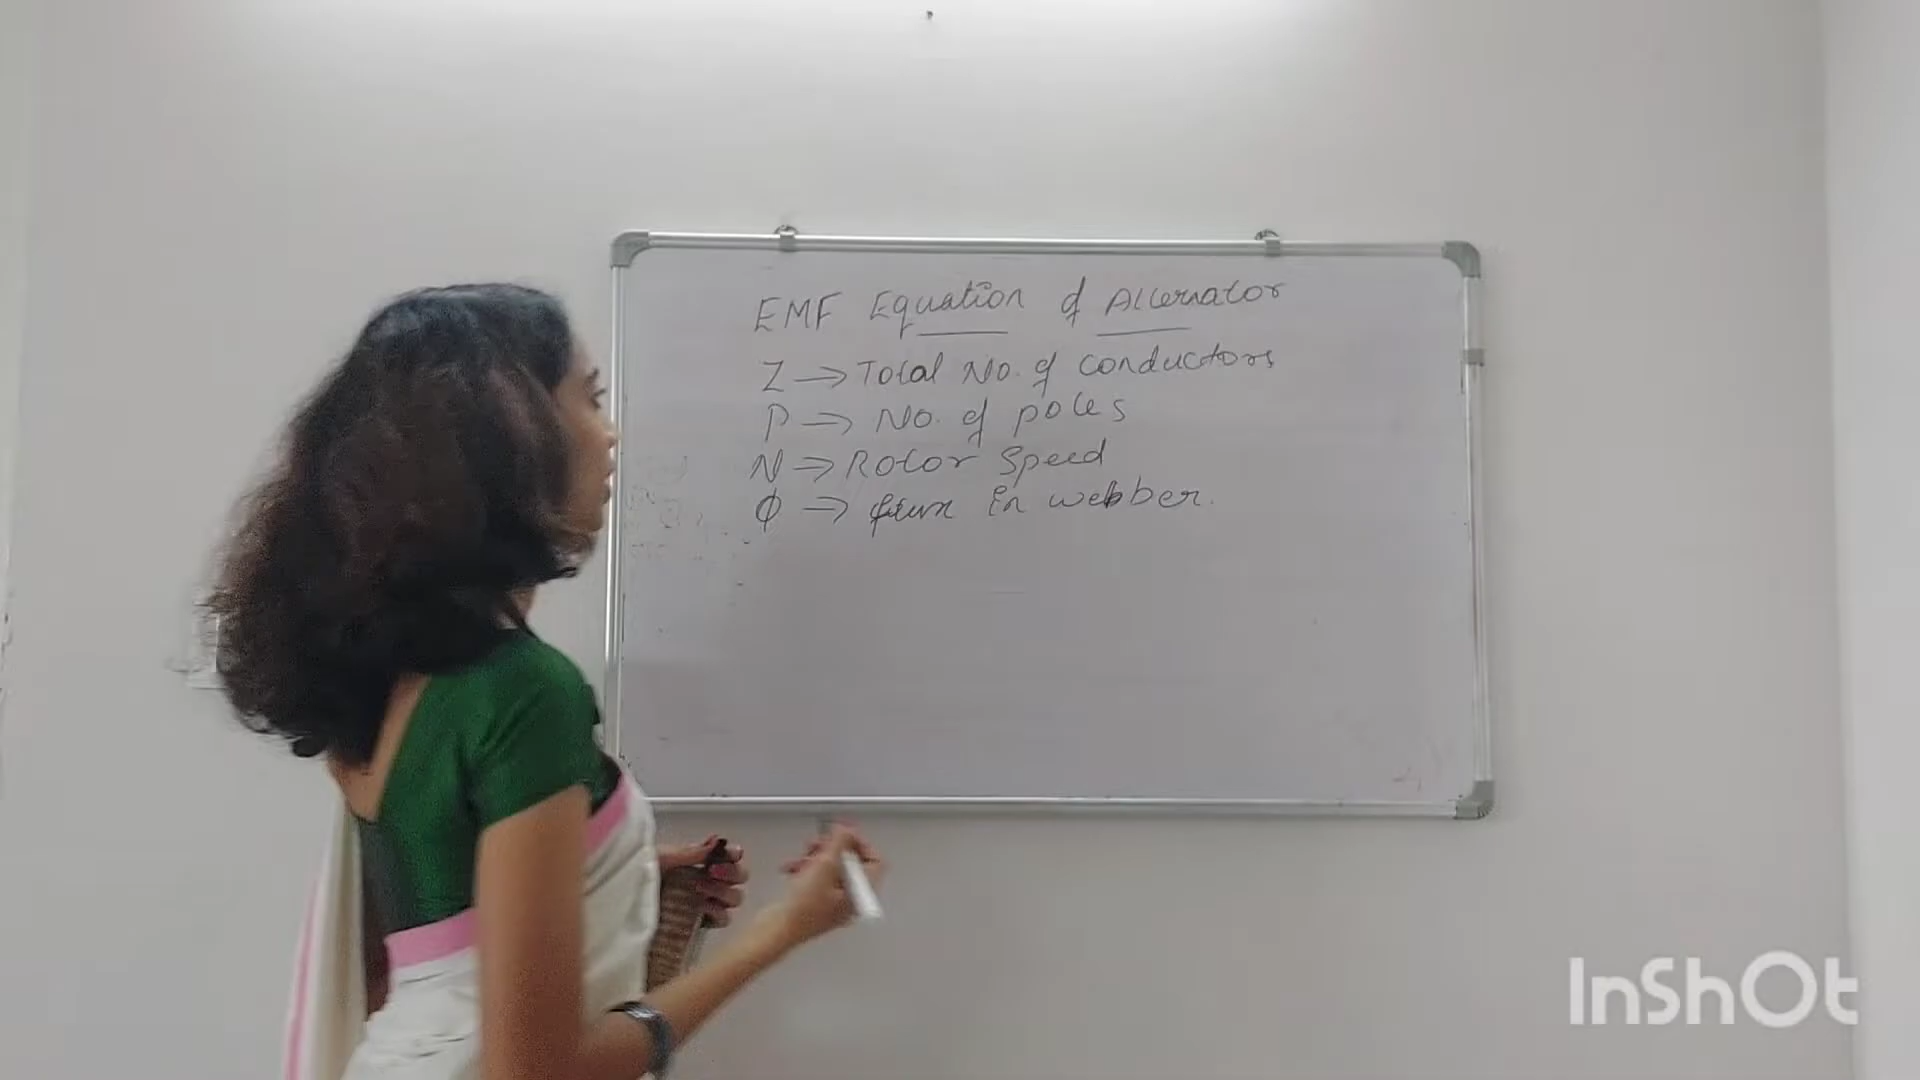 EMF Equation of Alternator
Z → Total No. of conductors
P → No. of poles
N → Rotor Speed
Φ → flux in webber.
InShOt